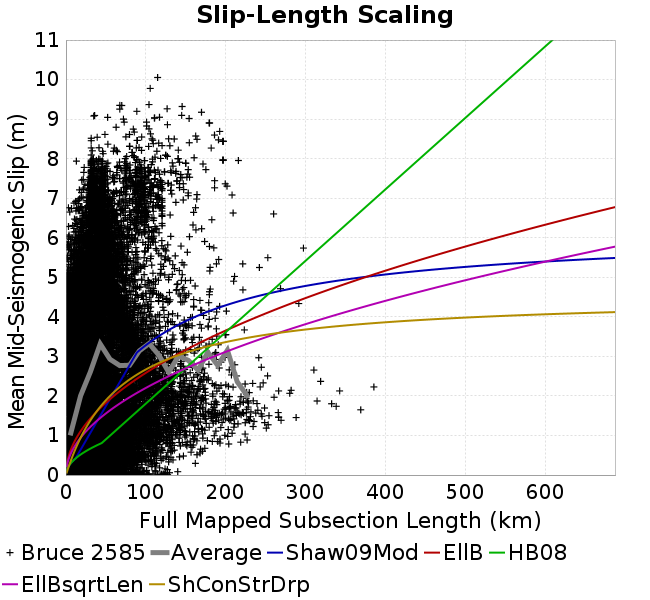 Slip-Length Scaling
Mean Mid-Seismogenic Slip (m)
11
10
9
8
7
6
5
4
3
2
1
0
0 100 200 300 400 500 600
Full Mapped Subsection Length (km)
Bruce 2585 Average Shaw09Mod EllB HB08
EllBsqrtLen ShConStrDrp